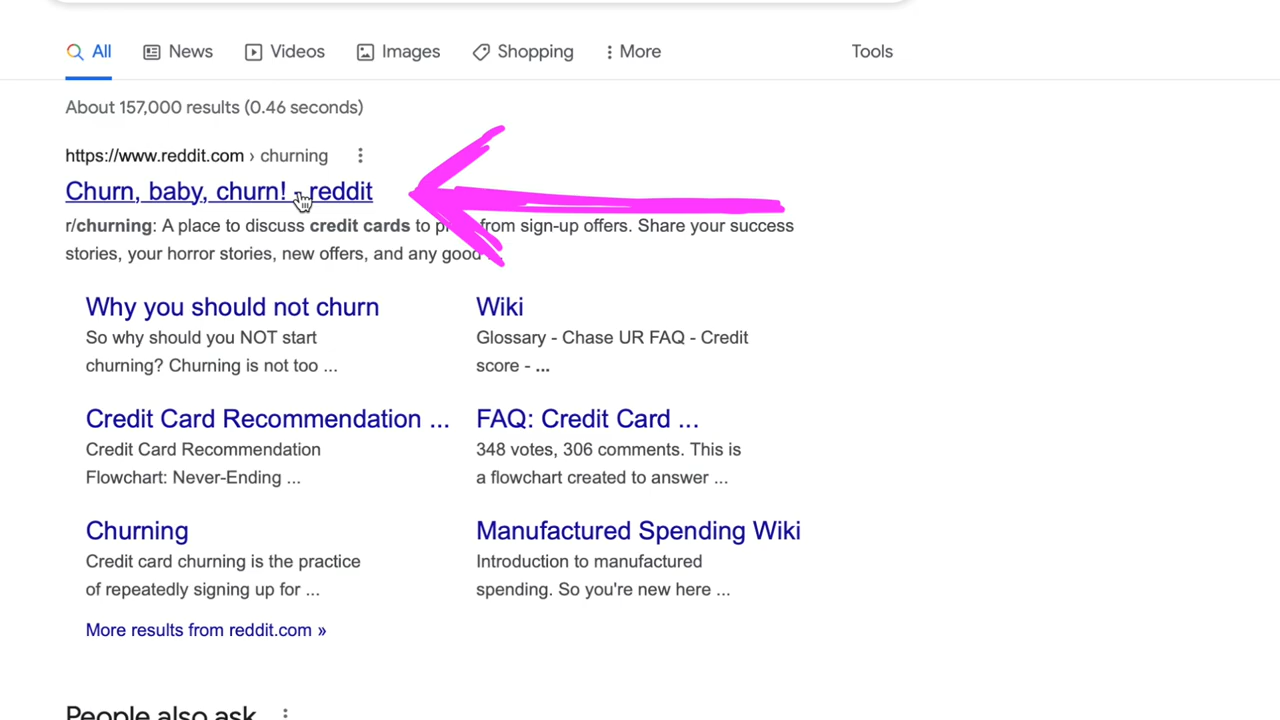 All News Videos Images Shopping More Tools
About 157,000 results (0.46 seconds)
https://www.reddit.com › churning
Churn, baby, churn! - reddit
r/churning: A place to discuss credit cards to from sign-up offers. Share your success
stories, your horror stories, new offers, and any good
Why you should not churn
So why should you NOT start
churning? Churning is not too ...
Wiki
Glossary - Chase UR FAQ - Credit
score - ...
Credit Card Recommendation ...
Credit Card Recommendation
Flowchart: Never-Ending ...
FAQ: Credit Card ...
348 votes, 306 comments. This is
a flowchart created to answer ...
Churning
Credit card churning is the practice
of repeatedly signing up for ...
Manufactured Spending Wiki
Introduction to manufactured
spending. So you're new here ...
More results from reddit.com »
People also ask